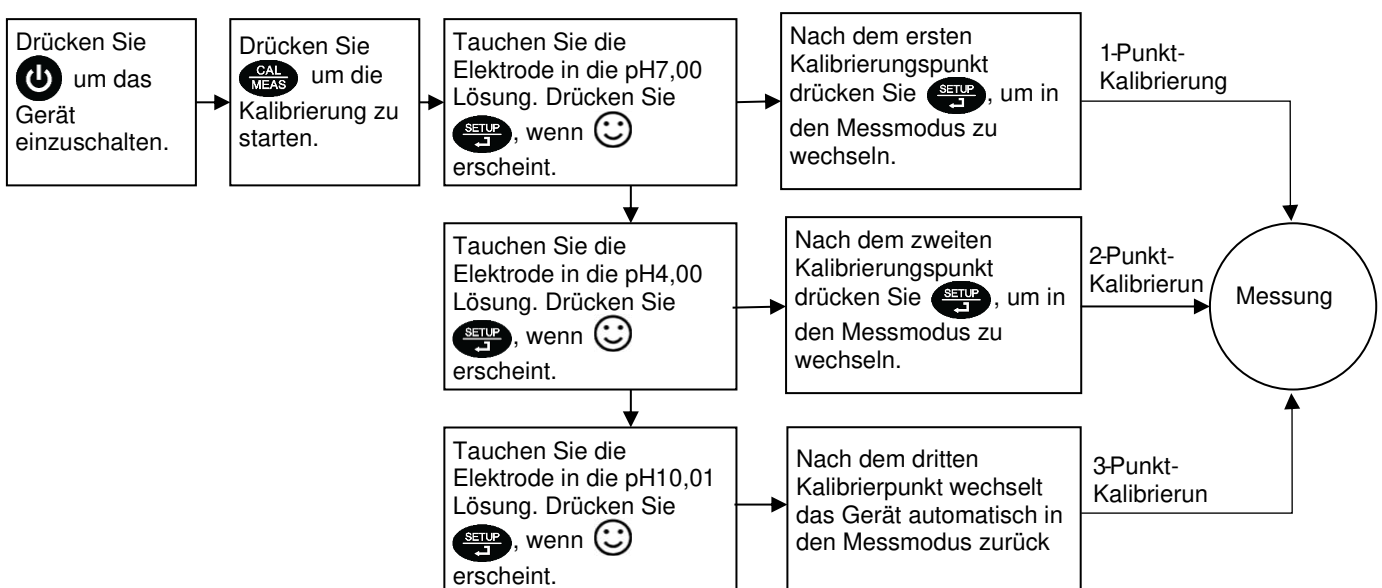 Drücken Sie
um das
Gerät
einzuschalten.
Drücken Sie
CAL
MEAS
um die
Kalibrierung zu
starten.
Tauchen Sie die
Elektrode in die pH7,00
Lösung. Drücken Sie
SETUP
, wenn
erscheint.
Nach dem ersten
Kalibrierungspunkt
drücken Sie SETUP , um in
den Messmodus zu
wechseln.
1-Punkt-
Kalibrierung
Tauchen Sie die
Elektrode in die pH4,00
Lösung. Drücken Sie
SETUP
, wenn
erscheint.
Nach dem zweiten
Kalibrierungspunkt
drücken Sie SETUP , um in
den Messmodus zu
wechseln.
2-Punkt-
Kalibrierun
Messung
Tauchen Sie die
Elektrode in die pH10,01
Lösung. Drücken Sie
SETUP
, wenn
erscheint.
Nach dem dritten
Kalibrierpunkt wechselt
das Gerät automatisch in
den Messmodus zurück
3-Punkt-
Kalibrierun